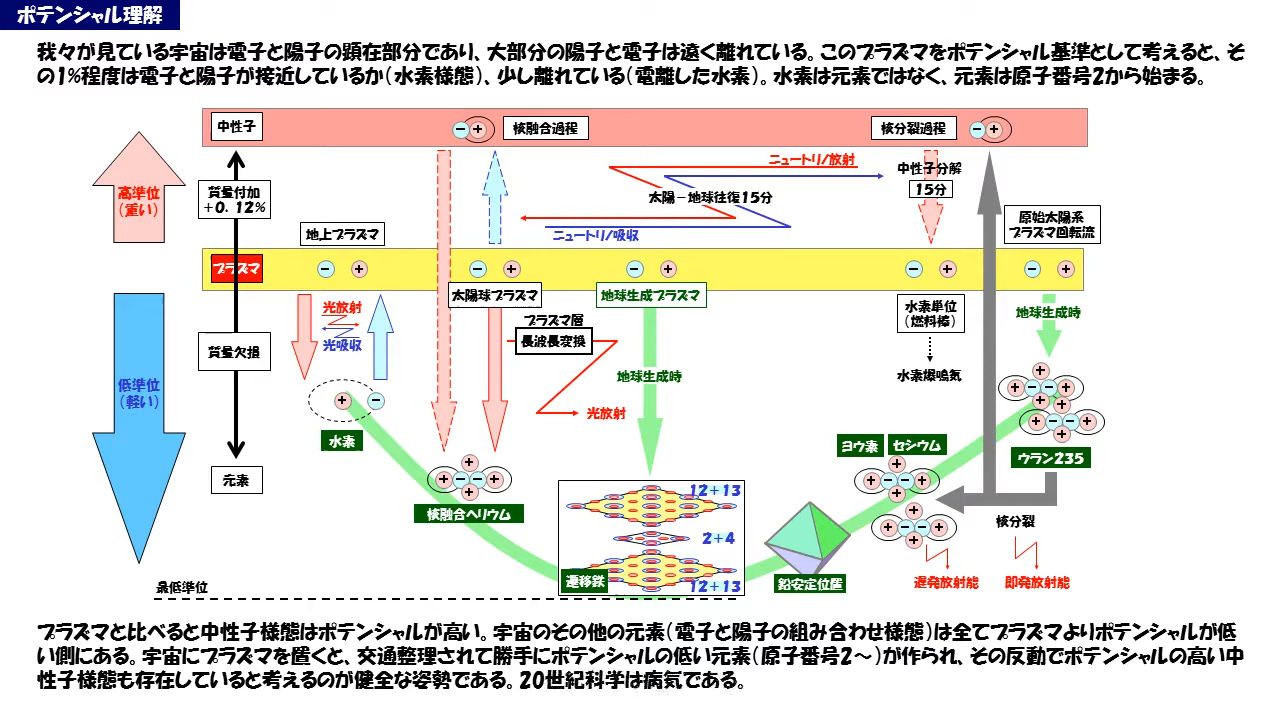 ポテンシャル理解
我々が見ている宇宙は電子と陽子の顕在部分であり、大部分の陽子と電子は遠く離れている。このプラズマをポテンシャル基準として考えると、そ
の1%程度は電子と陽子が接近しているか（水素様態）、少し離れている（電離した水素）。水素は元素ではなく、元素は原子番号2から始まる。
中性子
核融合過程
核分裂過程
高準位
（重い）
質量付加
＋0.12%
ニュートリノ放射
太陽－地球往復15分
ニュートリノ吸収
中性子分解
15分
原始太陽系
プラズマ回転流
地上プラズマ
プラズマ
太陽球プラズマ
地球生成プラズマ
水素単位
（燃料棒）
水素爆鳴気
地球生成時
光放射
光吸収
プラズマ層
長波長変換
地球生成時
光放射
質量欠損
低準位
（軽い）
元素
水素
核融合ヘリウム
12+13
2+4
12+13
遷移鉄
鉛安定位置
ヨウ素
セシウム
ウラン235
核分裂
遅発放射能
即発放射能
最低準位
プラズマと比べると中性子様態はポテンシャルが高い。宇宙のその他の元素（電子と陽子の組み合わせ様態）は全てプラズマよりポテンシャルが低
い側にある。宇宙にプラズマを置くと、交通整理されて勝手にポテンシャルの低い元素（原子番号2～）が作られ、その反動でポテンシャルの高い中
性子様態も存在していると考えるのが健全な姿勢である。20世紀科学は病気である。